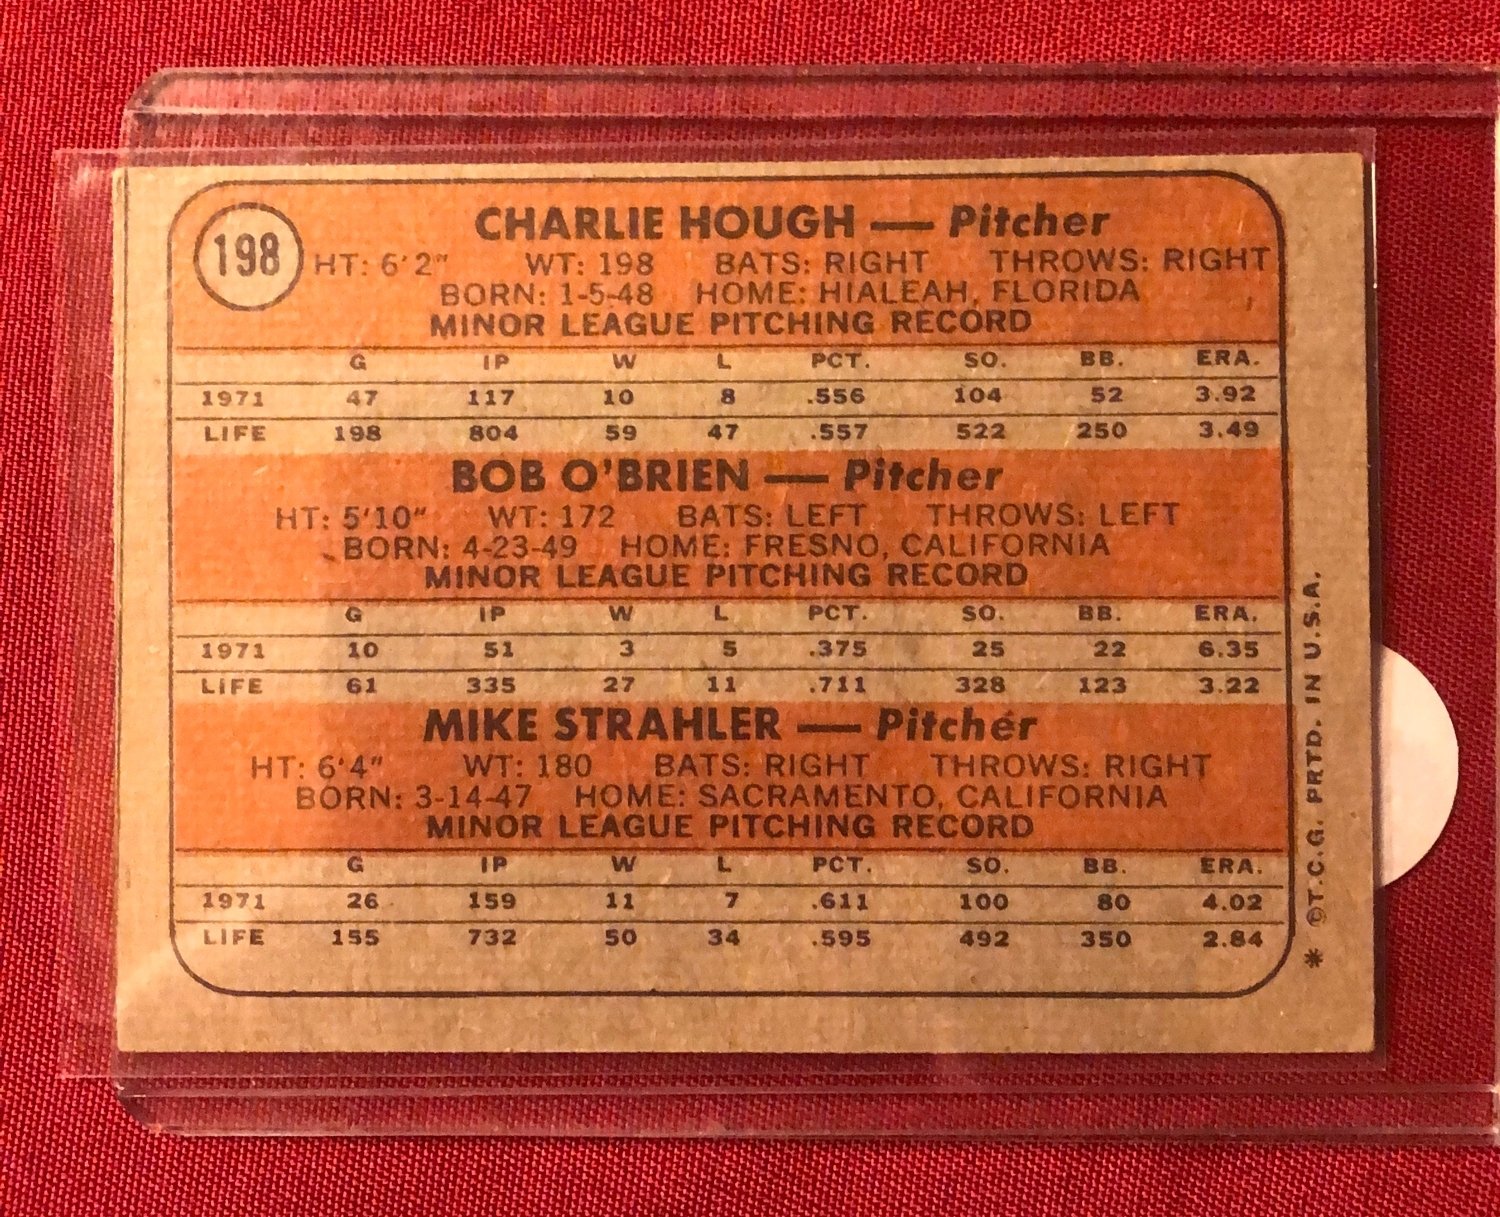 198
CHARLIE HOUGH — Pitcher
HT: 6'2" WT: 198 BATS: RIGHT THROWS: RIGHT
BORN: 1-5-48 HOME: HIALEAH, FLORIDA
MINOR LEAGUE PITCHING RECORD
G IP W L PCT. SO. BB. ERA.
1971 47 117 10 8 .556 104 52 3.92
LIFE 198 804 59 47 .557 522 250 3.49
BOB O'BRIEN — Pitcher
HT: 5'10" WT: 172 BATS: LEFT THROWS: LEFT
BORN: 4-23-49 HOME: FRESNO, CALIFORNIA
MINOR LEAGUE PITCHING RECORD
G IP W L PCT. SO. BB. ERA.
1971 10 51 3 5 .375 25 22 6.35
LIFE 61 335 27 11 .711 328 123 3.22
MIKE STRAHLER — Pitcher
HT: 6'4" WT: 180 BATS: RIGHT THROWS: RIGHT
BORN: 3-14-47 HOME: SACRAMENTO, CALIFORNIA
MINOR LEAGUE PITCHING RECORD
G IP W L PCT. SO. BB. ERA.
1971 26 159 11 7 .611 100 80 4.02
LIFE 155 732 50 34 .595 492 350 2.84
* ©T.C.G. PRTD. IN U.S.A.